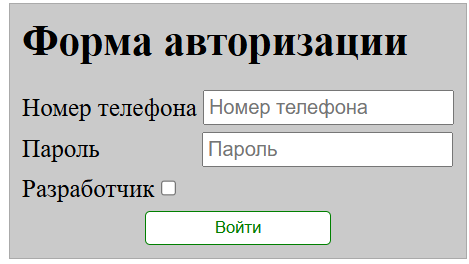 Форма авторизации
Номер телефона Номер телефона
Пароль Пароль
Разработчик
Войти